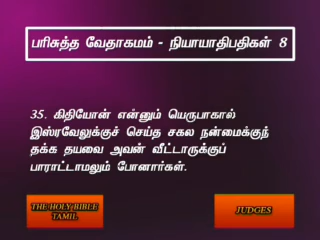 பரிசுத்த வேதாகமம் - நியாயாதிபதிகள் 8
35. கிதியோன் என்னும் யெருபாகால்
இஸ்ரவேலுக்குச் செய்த சகல நன்மைக்குந்
தக்க தயவை அவன் வீட்டாருக்குப்
பாராட்டாமலும் போனார்கள்.
THE HOLY BIBLE
TAMIL
JUDGES